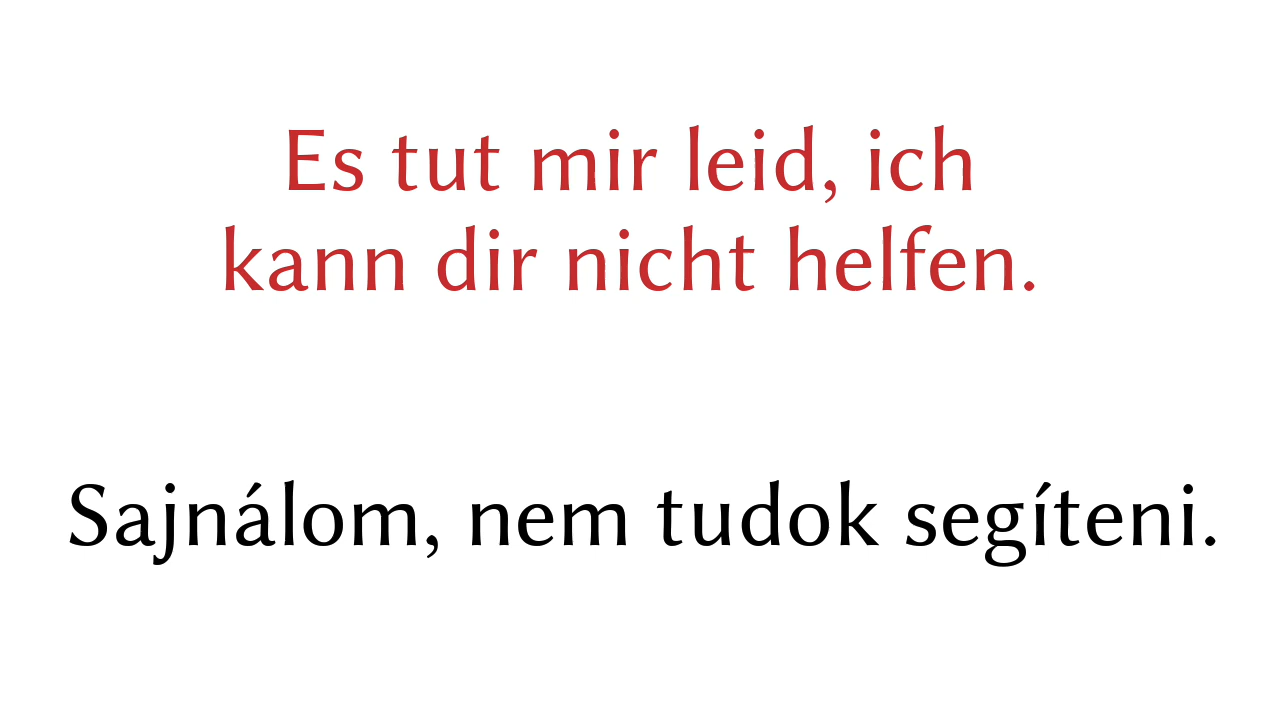 Es tut mir leid, ich
kann dir nicht helfen.
Sajnálom, nem tudok segíteni.